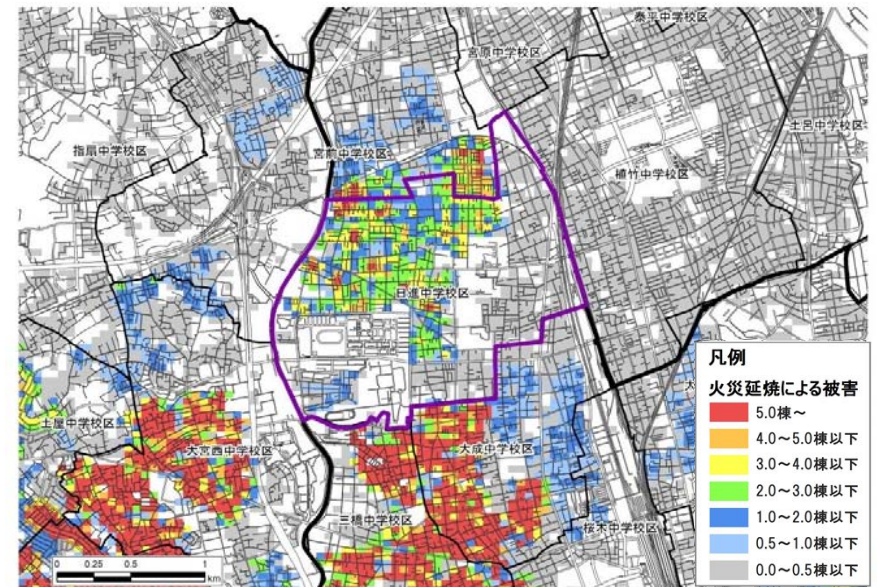 泰平中学校区
宮原中学校区
土呂中学校区
指扇中学校区
宮前中学校区
植竹中学校区
日進中学校区
大
土屋中学校区
大宮西中学校区
大成中学校区
三橋中学校区
桜木中学校区
凡例
火災延焼による被害
5.0棟～
4.0～5.0棟以下
3.0～4.0棟以下
2.0～3.0棟以下
1.0～2.0棟以下
0.5～1.0棟以下
0.0～0.5棟以下
0 0.25 0.5 1
km